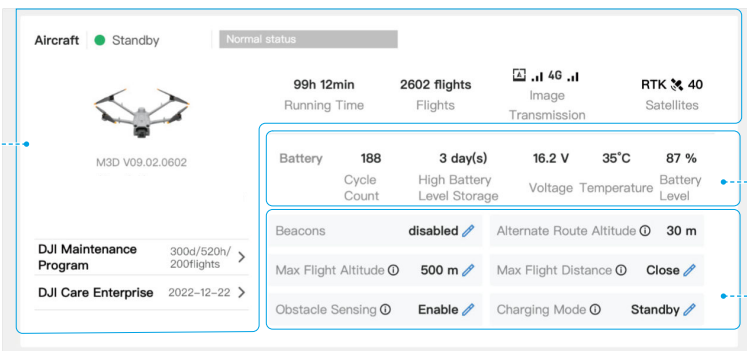 Aircraft Standby Normal status
99h 12min 2602 flights A 4G RTK 40
Running Time Flights Image Transmission Satellites
M3D V09.02.0602
Battery 188 3 day(s) 16.2 V 35°C 87 %
Cycle Count High Battery Level Storage Voltage Temperature Battery Level
Beacons disabled Alternate Route Altitude 30 m
DJI Maintenance Program 300d/520h/200flights
Max Flight Altitude 500 m Max Flight Distance Close
DJI Care Enterprise 2022-12-22
Obstacle Sensing Enable Charging Mode Standby